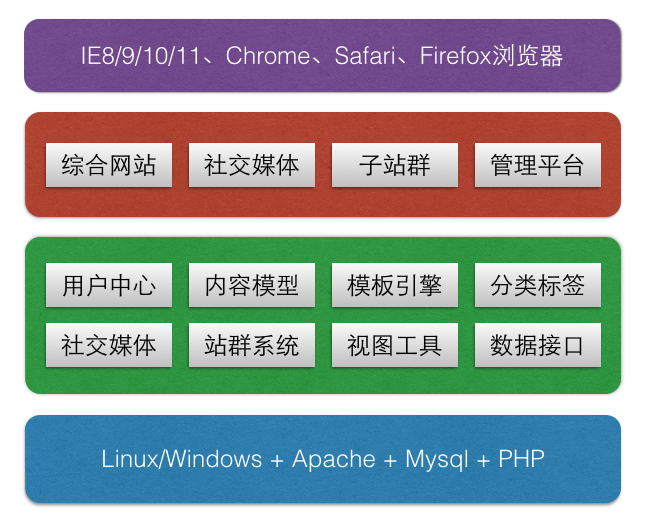 IE8/9/10/11、Chrome、Safari、Firefox浏览器
综合网站 社交媒体 子站群 管理平台
用户中心 内容模型 模板引擎 分类标签
社交媒体 站群系统 视图工具 数据接口
Linux/Windows + Apache + Mysql + PHP